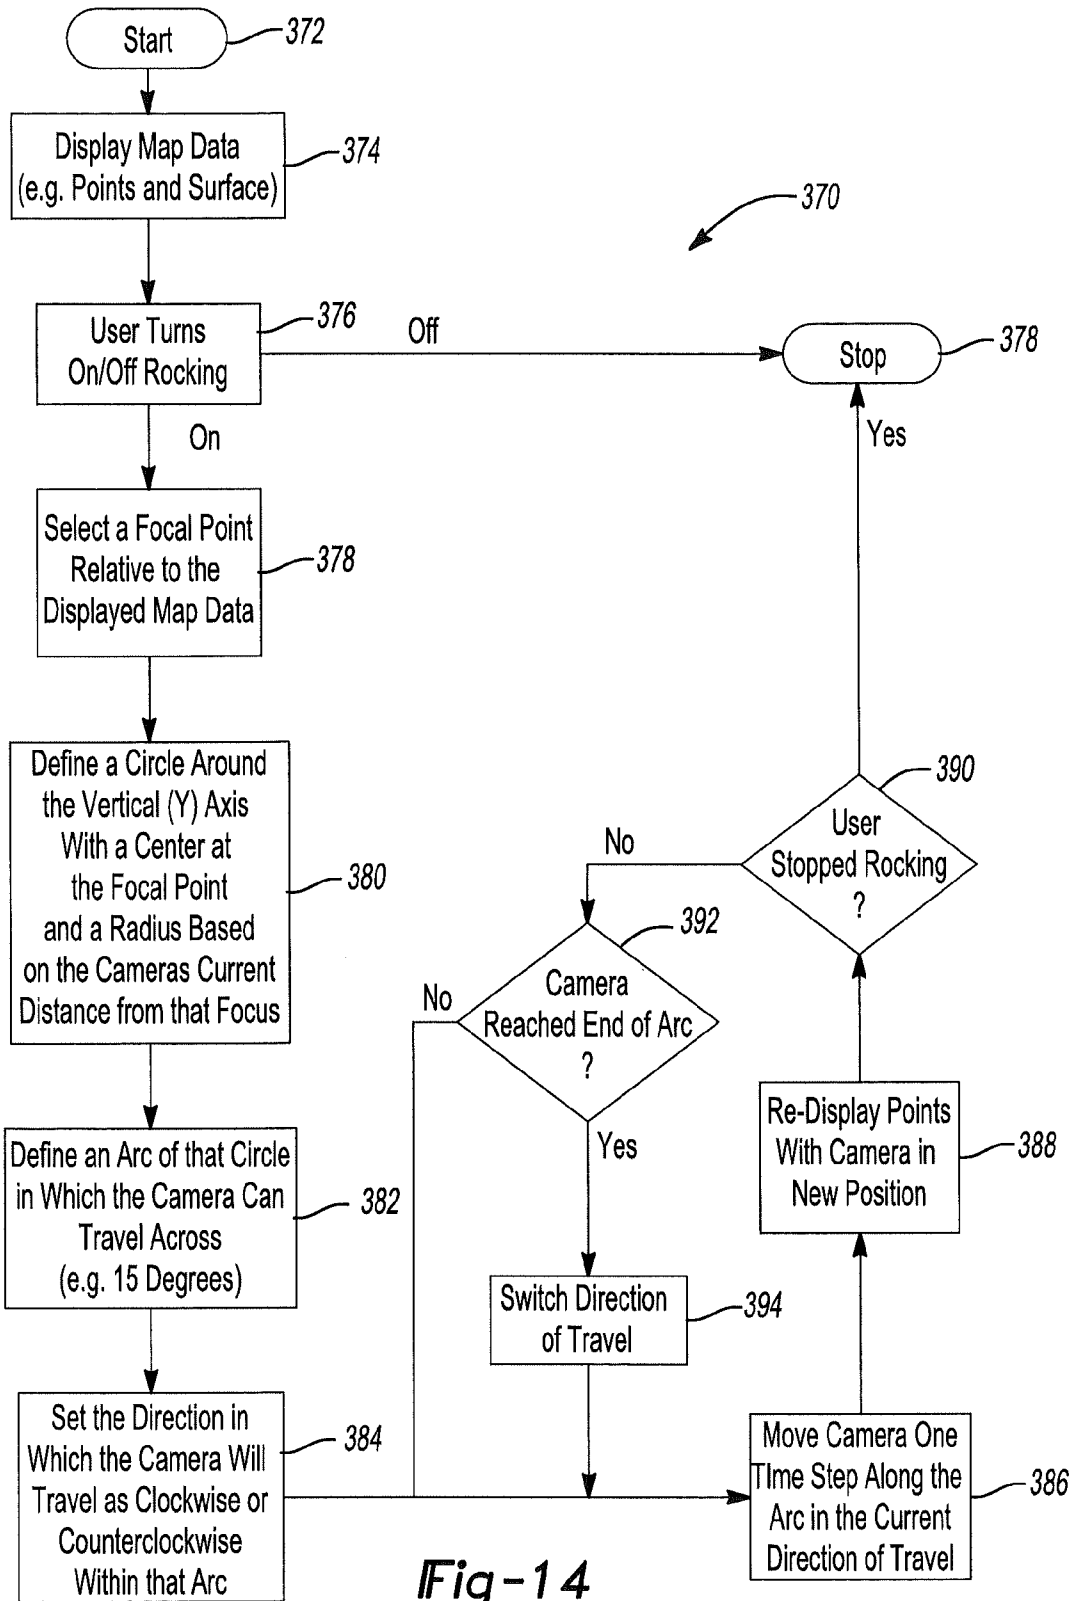 Start
372
Display Map Data
(e.g. Points and Surface)
374
370
User Turns
On/Off Rocking
376
Off
Stop
378
On
Yes
Select a Focal Point
Relative to the
Displayed Map Data
378
Define a Circle Around
the Vertical (Y) Axis
With a Center at
the Focal Point
and a Radius Based
on the Cameras Current
Distance from that Focus
380
User
Stopped Rocking
?
390
No
Camera
Reached End of Arc
?
392
No
Yes
Define an Arc of that Circle
in Which the Camera Can
Travel Across
(e.g. 15 Degrees)
382
Re-Display Points
With Camera in
New Position
388
Switch Direction
of Travel
394
Set the Direction in
Which the Camera Will
Travel as Clockwise or
Counterclockwise
Within that Arc
384
Move Camera One
TIme Step Along the
Arc in the Current
Direction of Travel
386
Fig-14